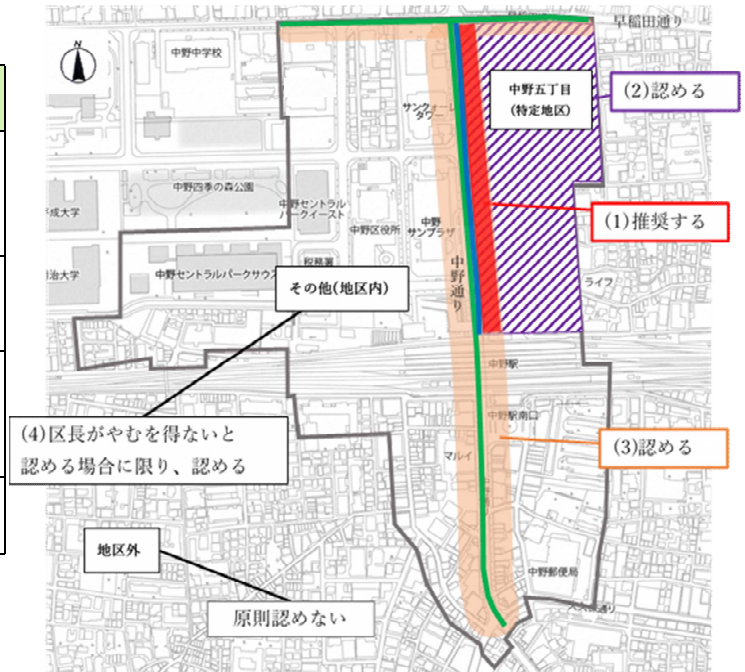 早稲田通り
N
中野中学校
中野五丁目
(特定地区)
(2)認める
サンクォーレ
タワー
中野四季の森公園
中野セントラル
パークイースト
平成大学
(1)推奨する
中野区役所
中野
サンプラザ
中野通り
税務署
明治大学
中野セントラルパークサウス
その他(地区内)
ライフ
中野駅
中野駅南口
(4)区長がやむを得ないと
認める場合に限り、認める
(3)認める
マルイ
地区外
中野郵便局
原則認めない